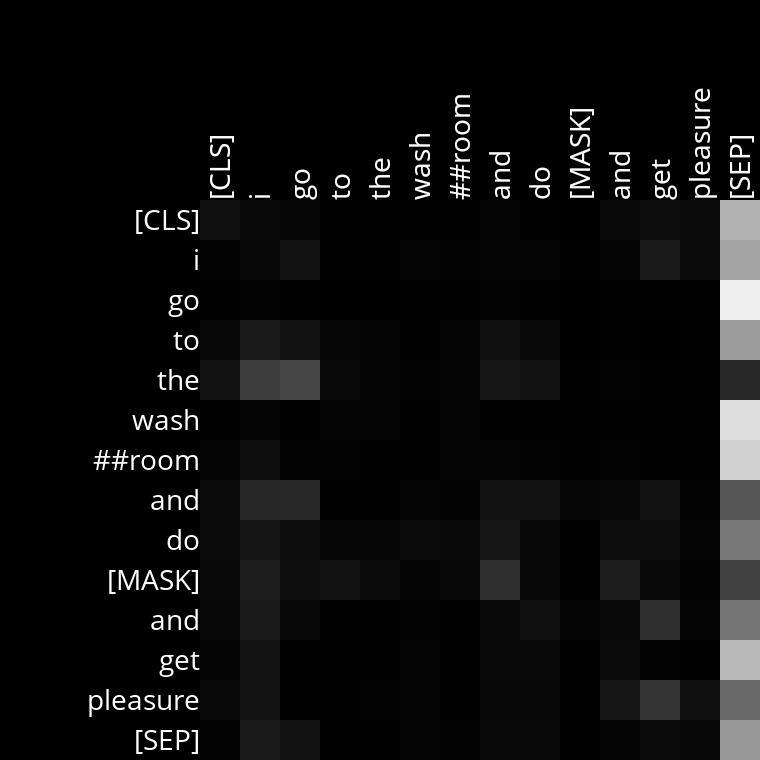 [CLS] i go to the wash ##room and do [MASK] and get pleasure [SEP]
[CLS]
i
go
to
the
wash
##room
and
do
[MASK]
and
get
pleasure
[SEP]